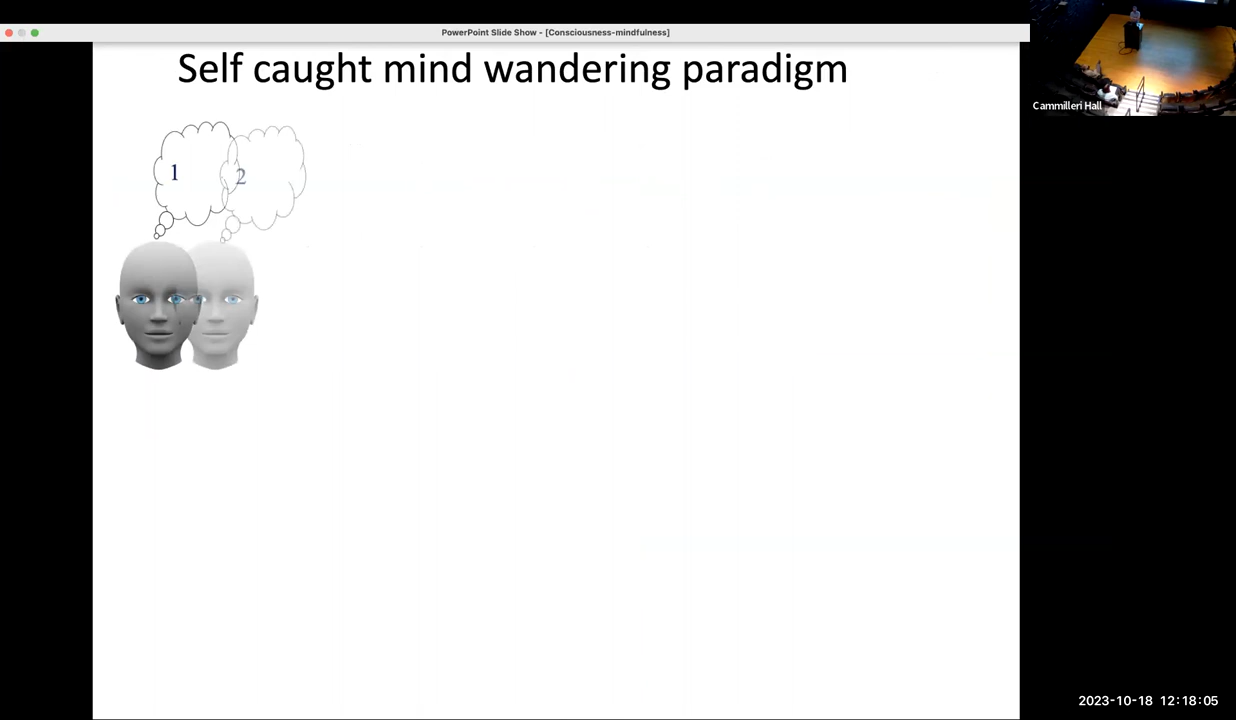 PowerPoint Slide Show - [Consciousness-mindfulness]
Self caught mind wandering paradigm
1
2
Cammilleri Hall
2023-10-18 12:18:05